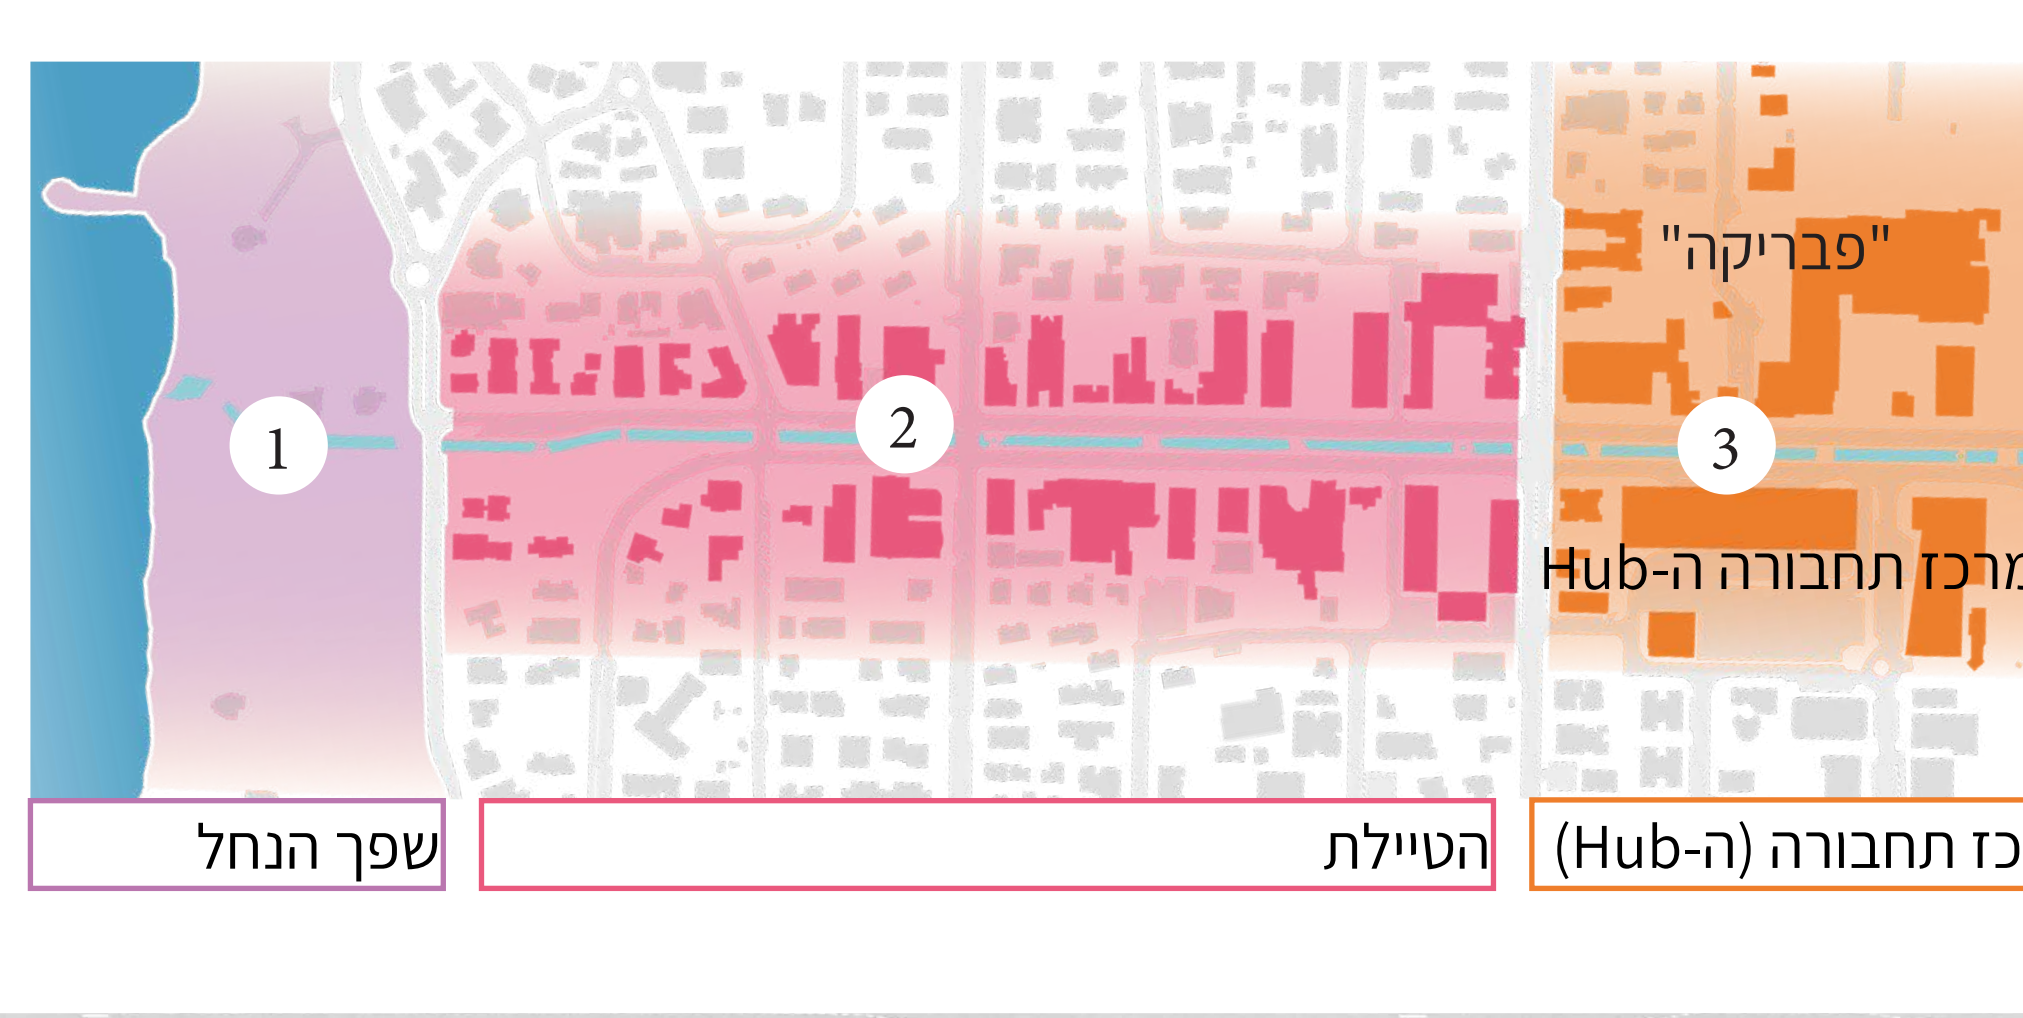 "פבריקה"
1
2
3
מרכז תחבורה ה-Hub
שפך הנחל
הטיילת
כז תחבורה (ה-Hub)